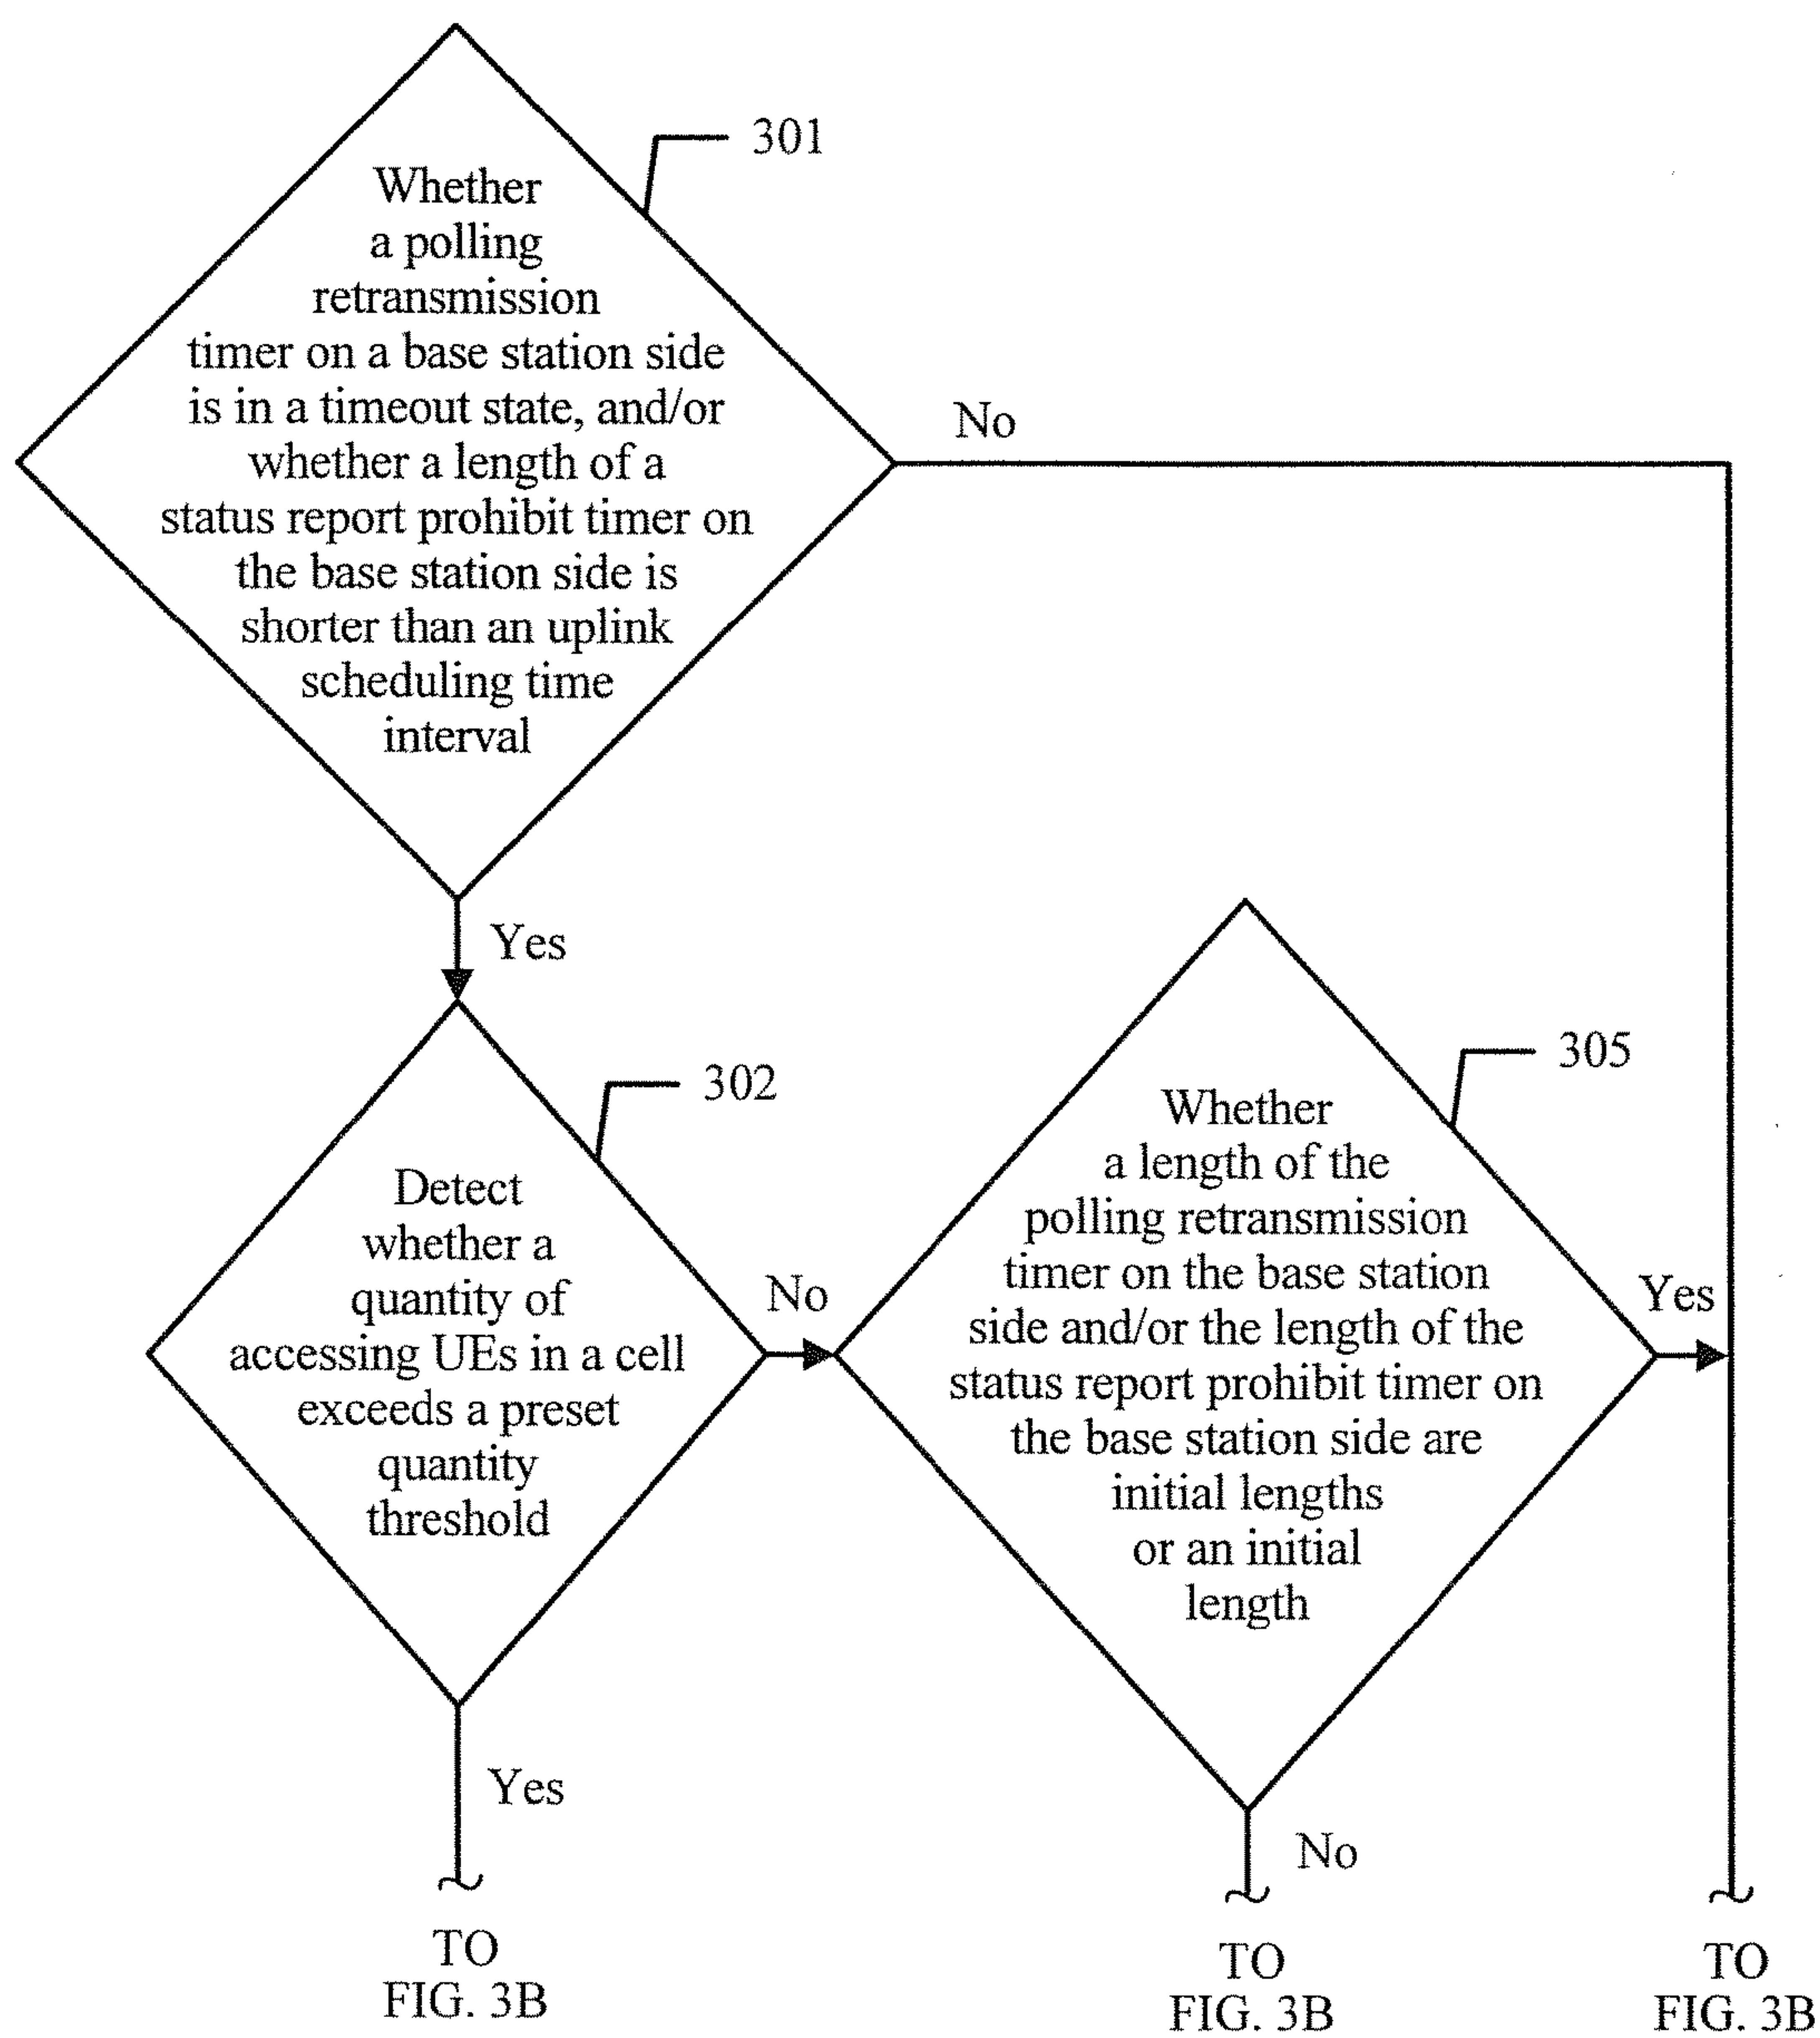 301
Whether
a polling
retransmission
timer on a base station side
is in a timeout state, and/or
whether a length of a
status report prohibit timer on
the base station side is
shorter than an uplink
scheduling time
interval
No
Yes
302
Detect
whether a
quantity of
accessing UEs in a cell
exceeds a preset
quantity
threshold
No
Yes
305
Whether
a length of the
polling retransmission
timer on the base station
side and/or the length of the
status report prohibit timer on
the base station side are
initial lengths
or an initial
length
Yes
No
TO
FIG. 3B
TO
FIG. 3B
TO
FIG. 3B